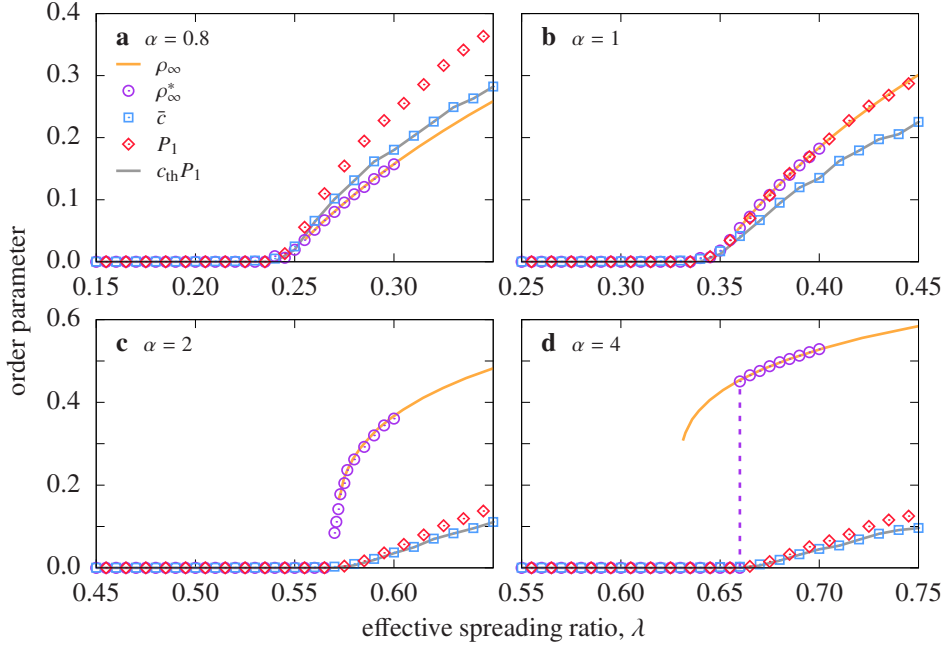 0.4
0.3
0.2
0.1
0.0
a α = 0.8
ρ∞
ρ*∞
c̄
P₁
cₜₕP₁
0.15 0.20 0.25 0.30
b α = 1
0.25 0.30 0.35 0.40 0.45
order parameter
0.6
0.4
0.2
0.0
c α = 2
0.45 0.50 0.55 0.60
d α = 4
0.55 0.60 0.65 0.70 0.75
effective spreading ratio, λ